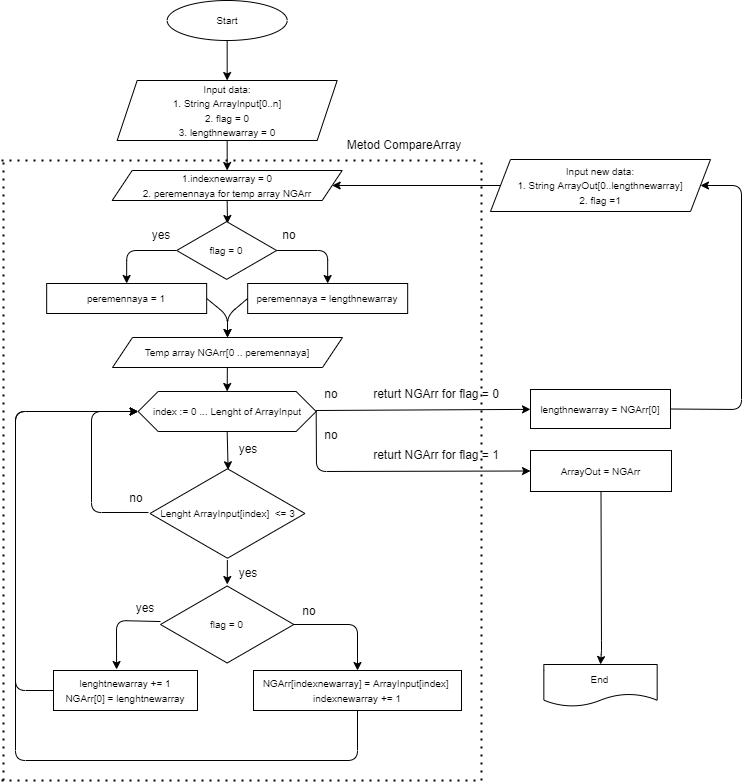 Start
Input data:
1. String ArrayInput[0..n]
2. flag = 0
3. lengthnewarray = 0
Metod CompareArray
1.indexnewarray = 0
2. peremennaya for temp array NGArr
Input new data:
1. String ArrayOut[0..lengthnewarray]
2. flag =1
yes
flag = 0
no
peremennaya = 1
peremennaya = lengthnewarray
Temp array NGArr[0 .. peremennaya]
index := 0 ... Lenght of ArrayInput
no
returt NGArr for flag = 0
lengthnewarray = NGArr[0]
no
yes
returt NGArr for flag = 1
ArrayOut = NGArr
no
Lenght ArrayInput[index] <= 3
yes
yes
flag = 0
no
lenghtnewarray += 1
NGArr[0] = lenghtnewarray
NGArr[indexnewarray] = ArrayInput[index]
indexnewarray += 1
End